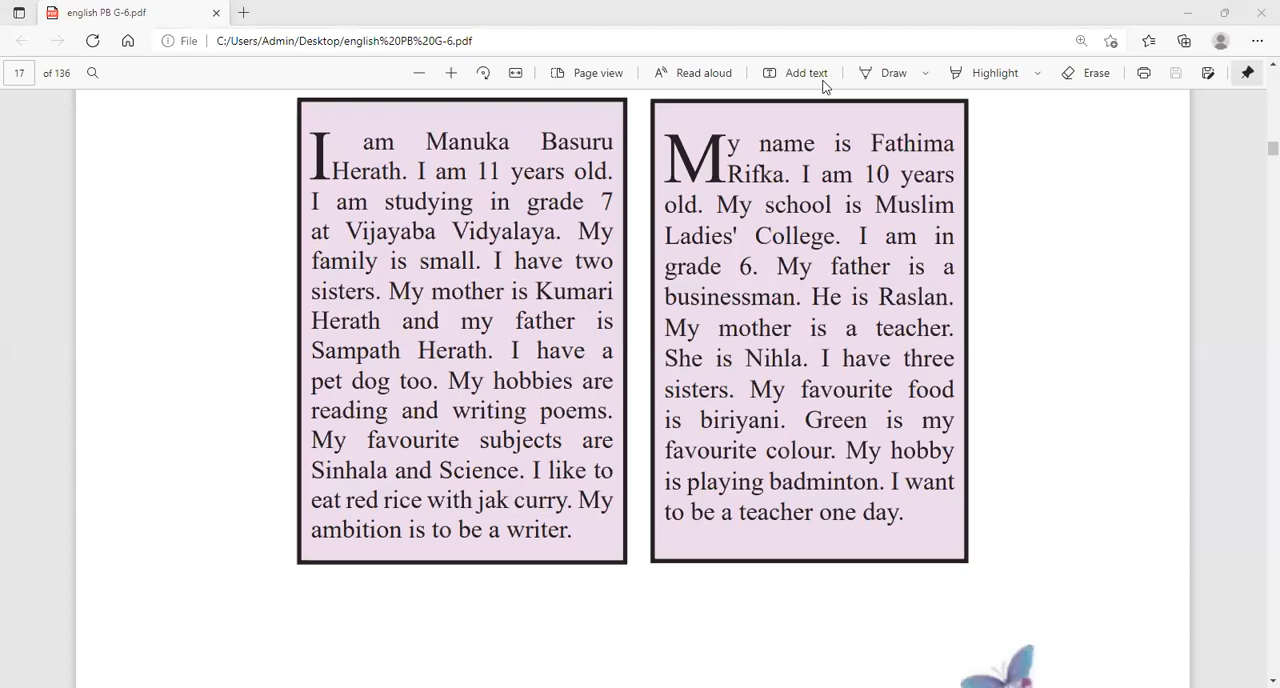 english PB G-6.pdf
File C:/Users/Admin/Desktop/english%20PB%20G-6.pdf
17 of 136 Page view Read aloud Add text Draw Highlight Erase
I am Manuka Basuru
Herath. I am 11 years old.
I am studying in grade 7
at Vijayaba Vidyalaya. My
family is small. I have two
sisters. My mother is Kumari
Herath and my father is
Sampath Herath. I have a
pet dog too. My hobbies are
reading and writing poems.
My favourite subjects are
Sinhala and Science. I like to
eat red rice with jak curry. My
ambition is to be a writer.
My name is Fathima
Rifka. I am 10 years
old. My school is Muslim
Ladies' College. I am in
grade 6. My father is a
businessman. He is Raslan.
My mother is a teacher.
She is Nihla. I have three
sisters. My favourite food
is biriyani. Green is my
favourite colour. My hobby
is playing badminton. I want
to be a teacher one day.